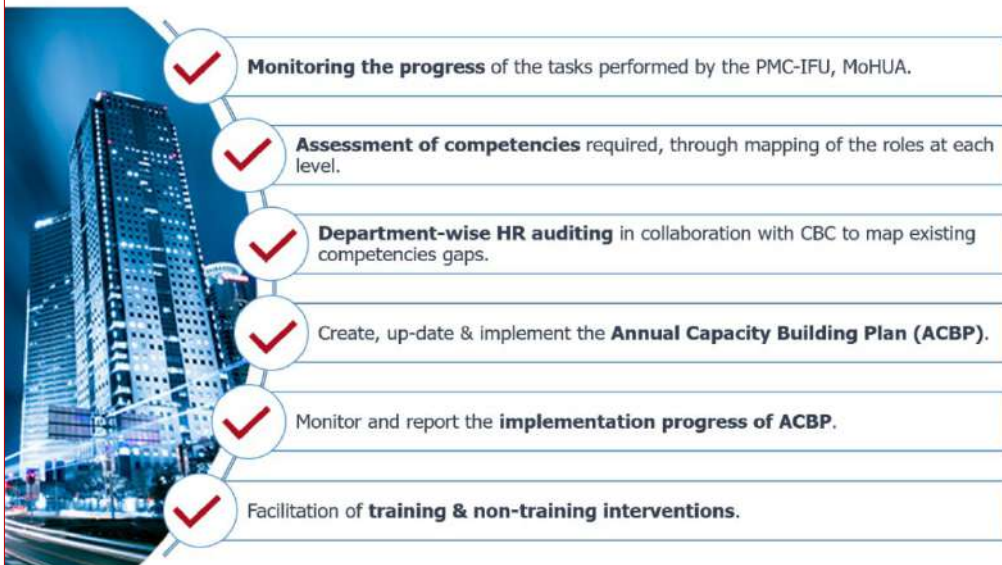 Monitoring the progress of the tasks performed by the PMC-IFU, MoHUA.
Assessment of competencies required, through mapping of the roles at each
level.
Department-wise HR auditing in collaboration with CBC to map existing
competencies gaps.
Create, up-date & implement the Annual Capacity Building Plan (ACBP).
Monitor and report the implementation progress of ACBP.
Facilitation of training & non-training interventions.